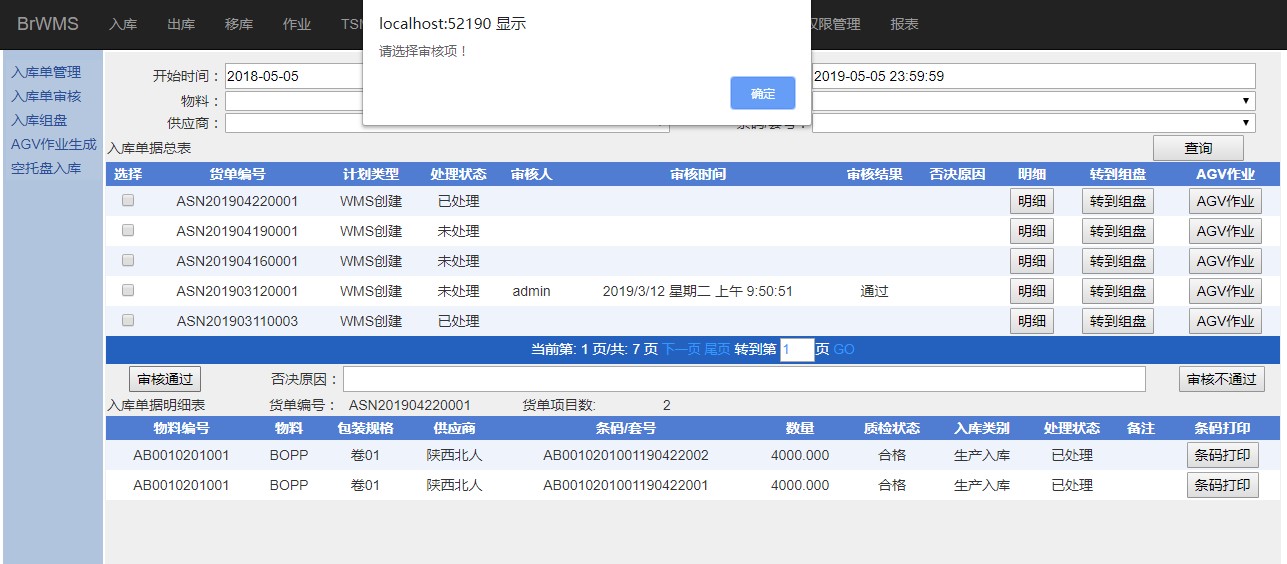 BrWMS 入库 出库 移库 作业 TSM 权限管理 报表
localhost:52190 显示
请选择审核项！
确定
入库单管理
入库单审核
入库组盘
AGV作业生成
空托盘入库
开始时间： 2018-05-05 2019-05-05 23:59:59
物料：
供应商：
入库单据总表 查询
选择 货单编号 计划类型 处理状态 审核人 审核时间 审核结果 否决原因 明细 转到组盘 AGV作业
ASN201904220001 WMS创建 已处理 明细 转到组盘 AGV作业
ASN201904190001 WMS创建 未处理 明细 转到组盘 AGV作业
ASN201904160001 WMS创建 未处理 明细 转到组盘 AGV作业
ASN201903120001 WMS创建 未处理 admin 2019/3/12 星期二 上午 9:50:51 通过 明细 转到组盘 AGV作业
ASN201903110003 WMS创建 已处理 明细 转到组盘 AGV作业
当前第: 1 页/共: 7 页 下一页 尾页 转到第 1 页 GO
审核通过 否决原因： 审核不通过
入库单据明细表 货单编号： ASN201904220001 货单项目数: 2
物料编号 物料 包装规格 供应商 条码/套号 数量 质检状态 入库类别 处理状态 备注 条码打印
AB0010201001 BOPP 卷01 陕西北人 AB0010201001190422002 4000.000 合格 生产入库 已处理 条码打印
AB0010201001 BOPP 卷01 陕西北人 AB0010201001190422001 4000.000 合格 生产入库 已处理 条码打印